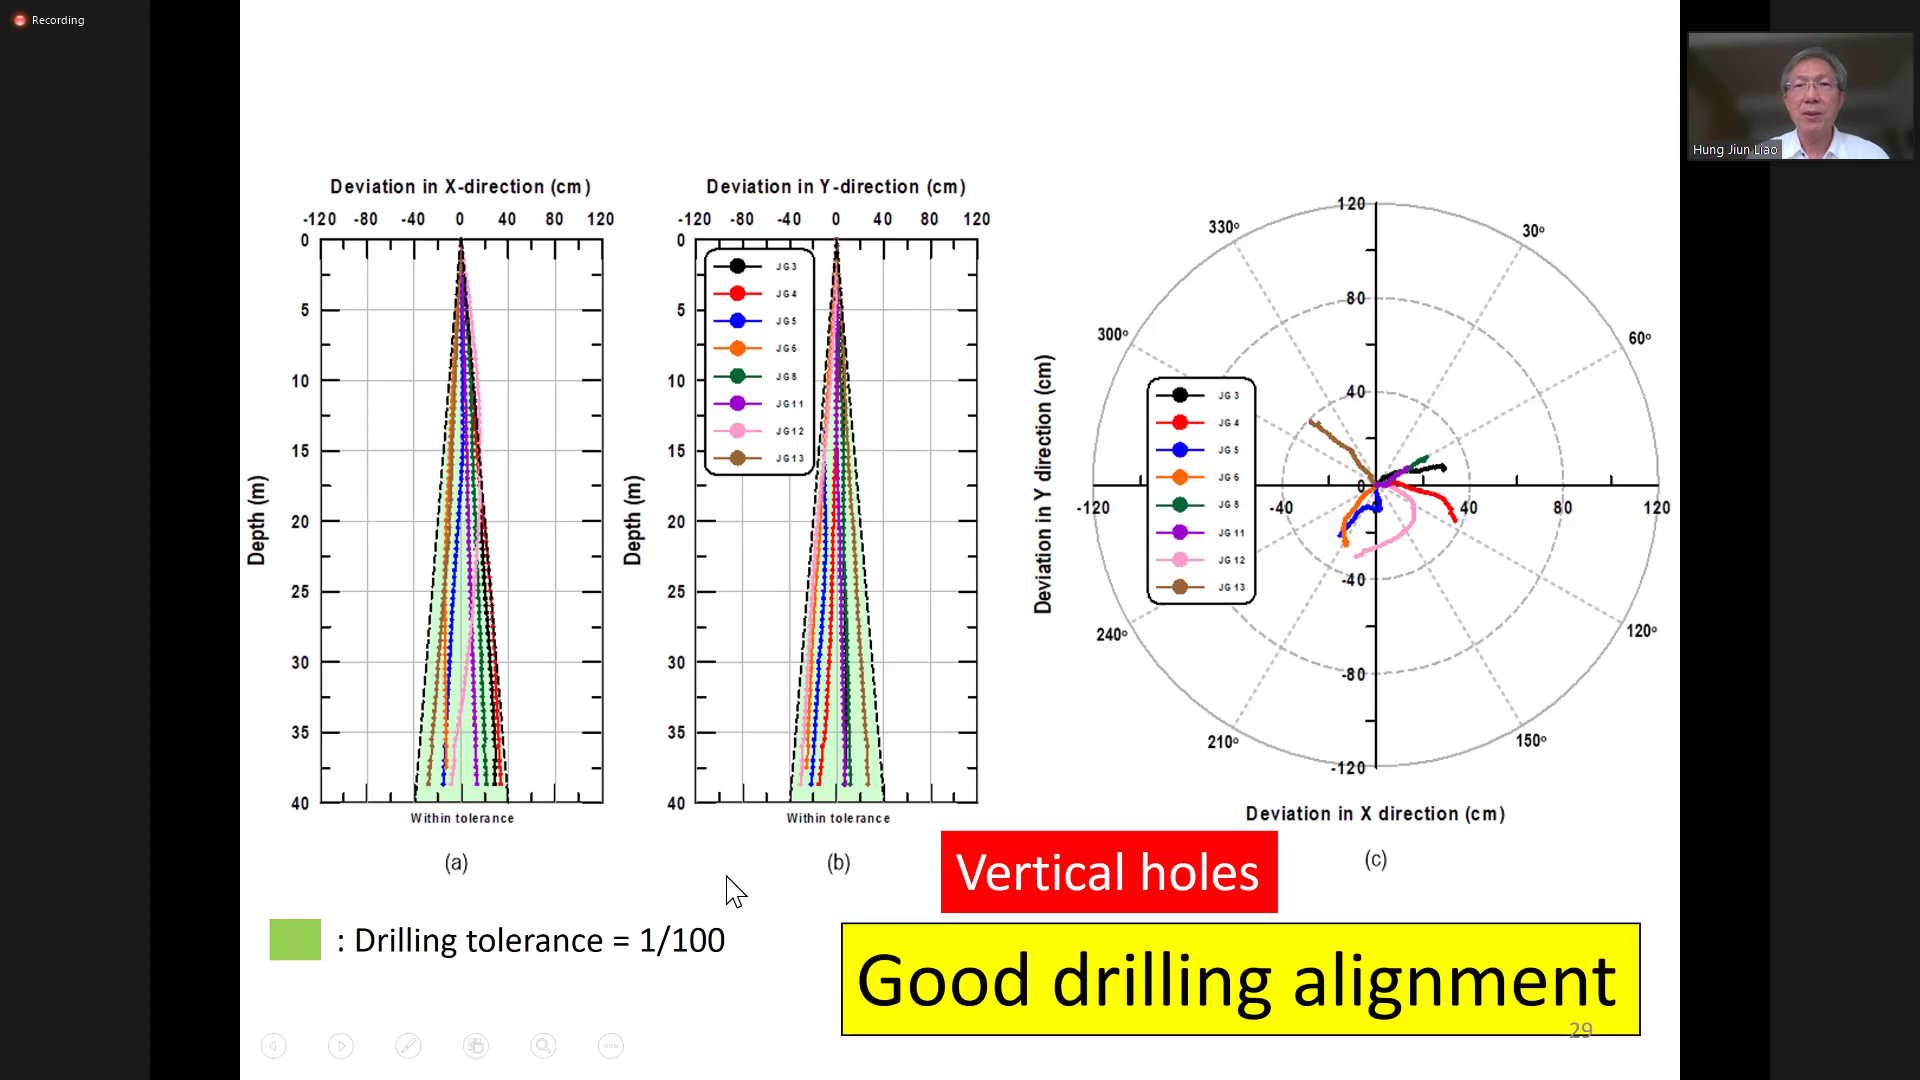 Recording
Hung Jiun Liao
Deviation in X-direction (cm)
-120 -80 -40 0 40 80 120
0
5
10
15
20
25
30
35
40
Depth (m)
Within tolerance
(a)
Deviation in Y-direction (cm)
-120 -80 -40 0 40 80 120
0
5
10
15
20
25
30
35
40
Depth (m)
JG3
JG4
JG5
JG6
JG8
JG11
JG12
JG13
Within tolerance
(b)
120
330°
30°
80
300°
60°
40
Deviation in Y direction (cm)
JG3
JG4
JG5
JG6
JG8
JG11
JG12
JG13
0
-120 -40 0 40 80 120
-40
240°
120°
-80
210°
150°
-120
Deviation in X direction (cm)
(c)
Vertical holes
: Drilling tolerance = 1/100
Good drilling alignment
29